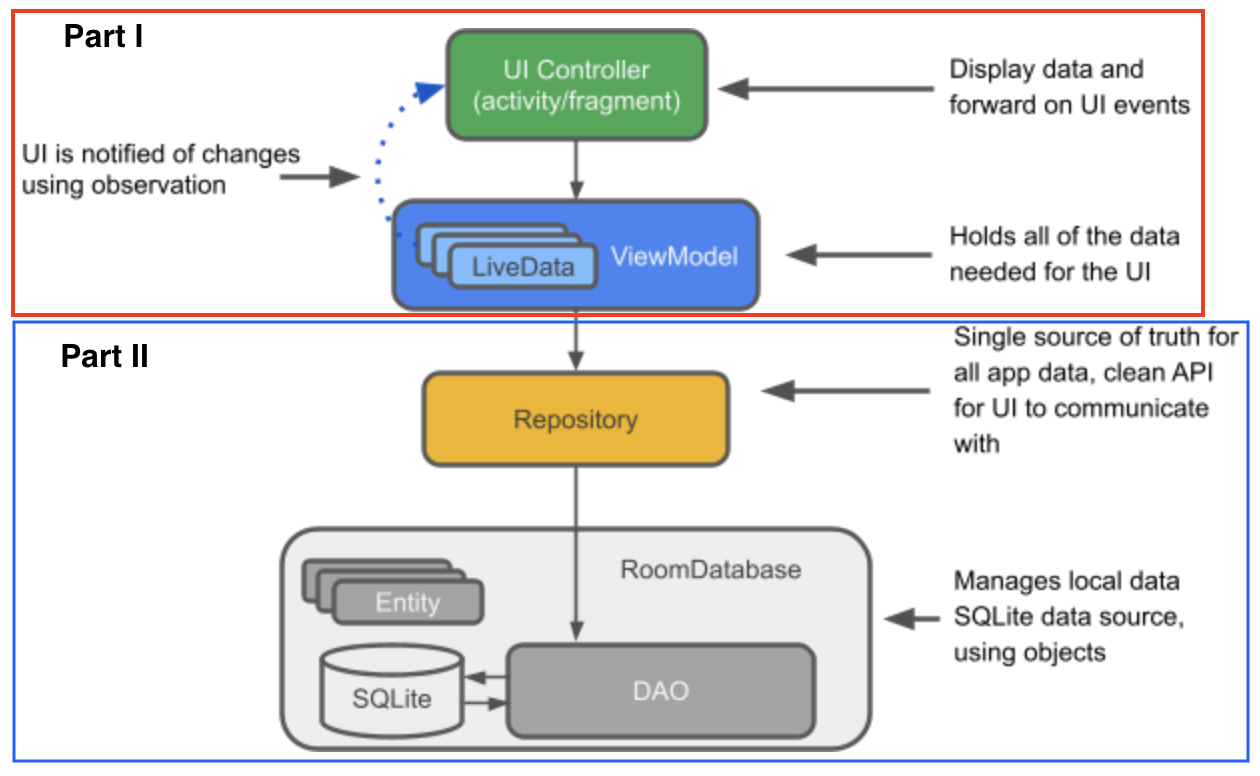 Part I
UI Controller
(activity/fragment)
Display data and
forward on UI events
UI is notified of changes
using observation
LiveData
ViewModel
Holds all of the data
needed for the UI
Part II
Single source of truth for
all app data, clean API
for UI to communicate
with
Repository
RoomDatabase
Entity
Manages local data
SQLite data source,
using objects
SQLite
DAO